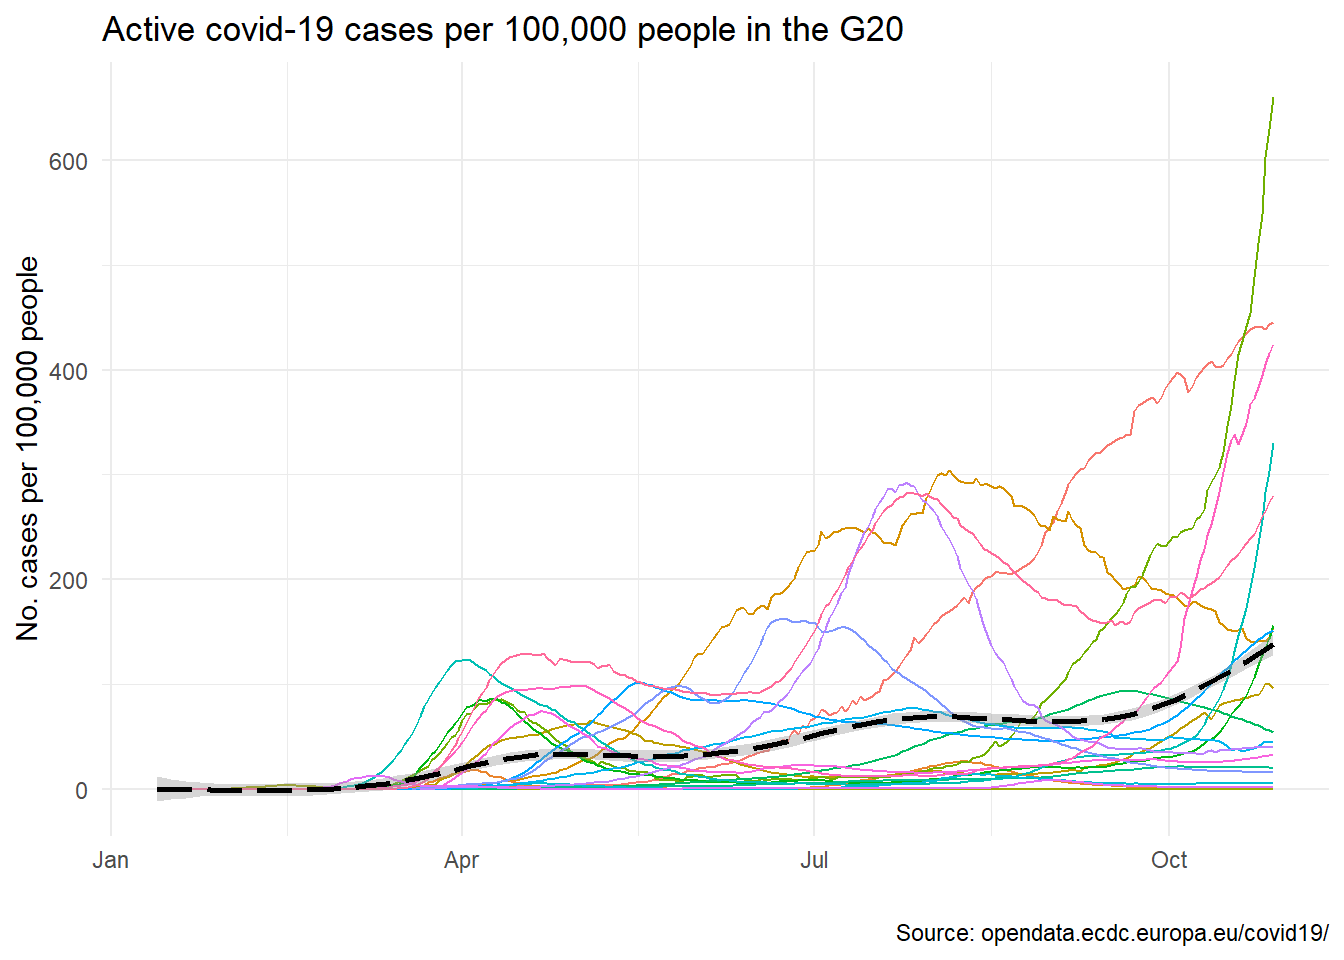 Active covid-19 cases per 100,000 people in the G20
No. cases per 100,000 people
600
400
200
0
Jan Apr Jul Oct
Source: opendata.ecdc.europa.eu/covid19/